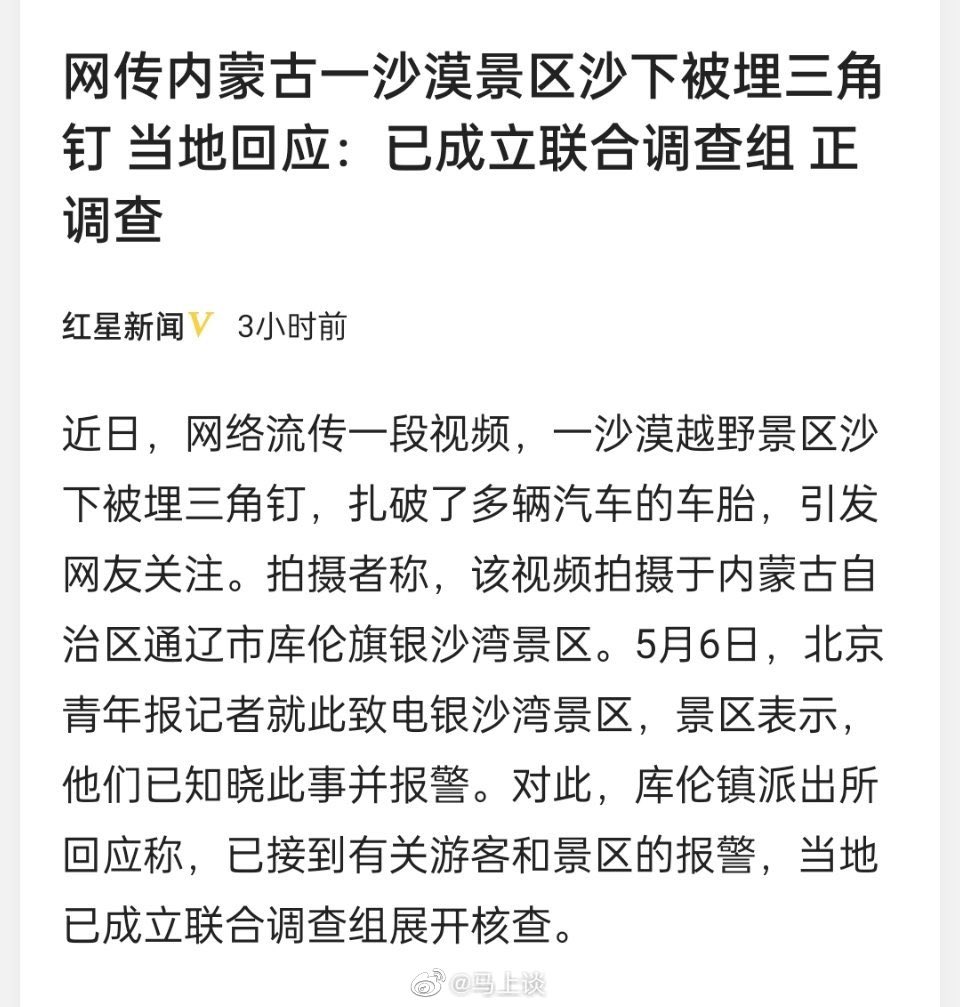 网传内蒙古一沙漠景区沙下被埋三角
钉 当地回应：已成立联合调查组 正
调查
红星新闻V 3小时前
近日，网络流传一段视频，一沙漠越野景区沙
下被埋三角钉，扎破了多辆汽车的车胎，引发
网友关注。拍摄者称，该视频拍摄于内蒙古自
治区通辽市库伦旗银沙湾景区。5月6日，北京
青年报记者就此致电银沙湾景区，景区表示，
他们已知晓此事并报警。对此，库伦镇派出所
回应称，已接到有关游客和景区的报警，当地
已成立联合调查组展开核查。
@马上谈